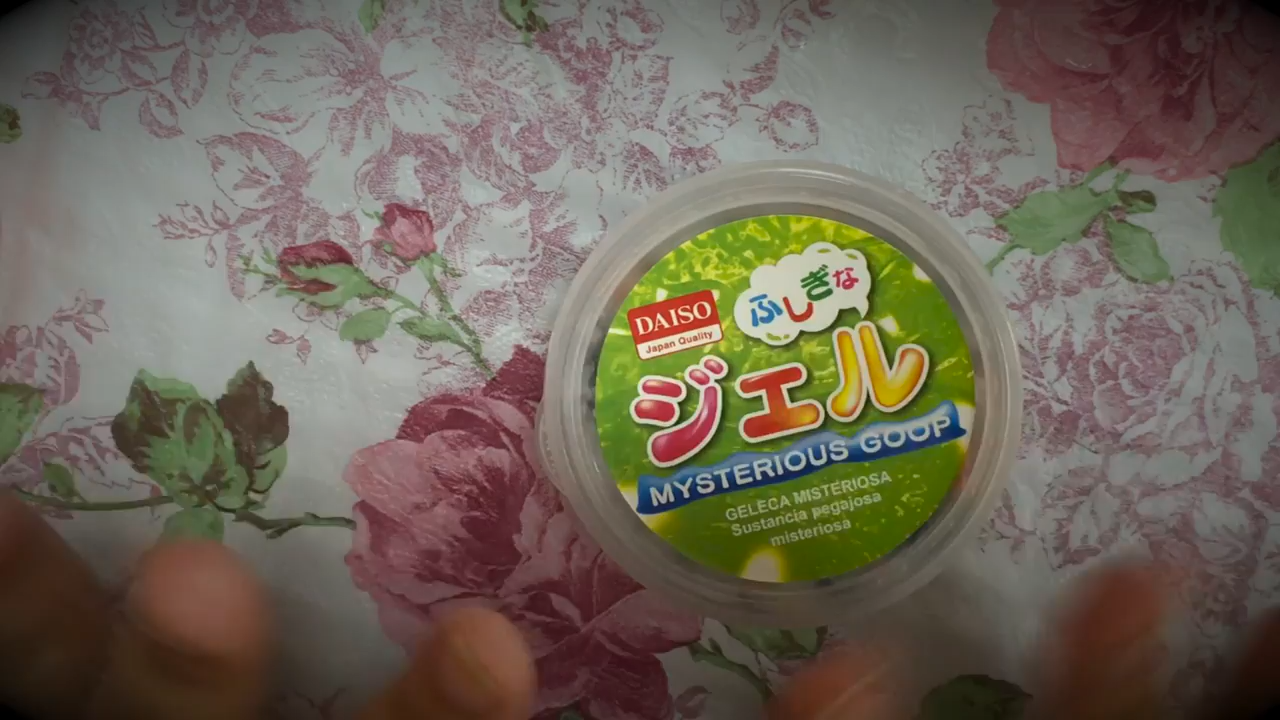 DAISO
Japan Quality
ふしぎな
ジェル
MYSTERIOUS GOOP
GELECA MISTERIOSA
Sustancia pegajosa
misteriosa